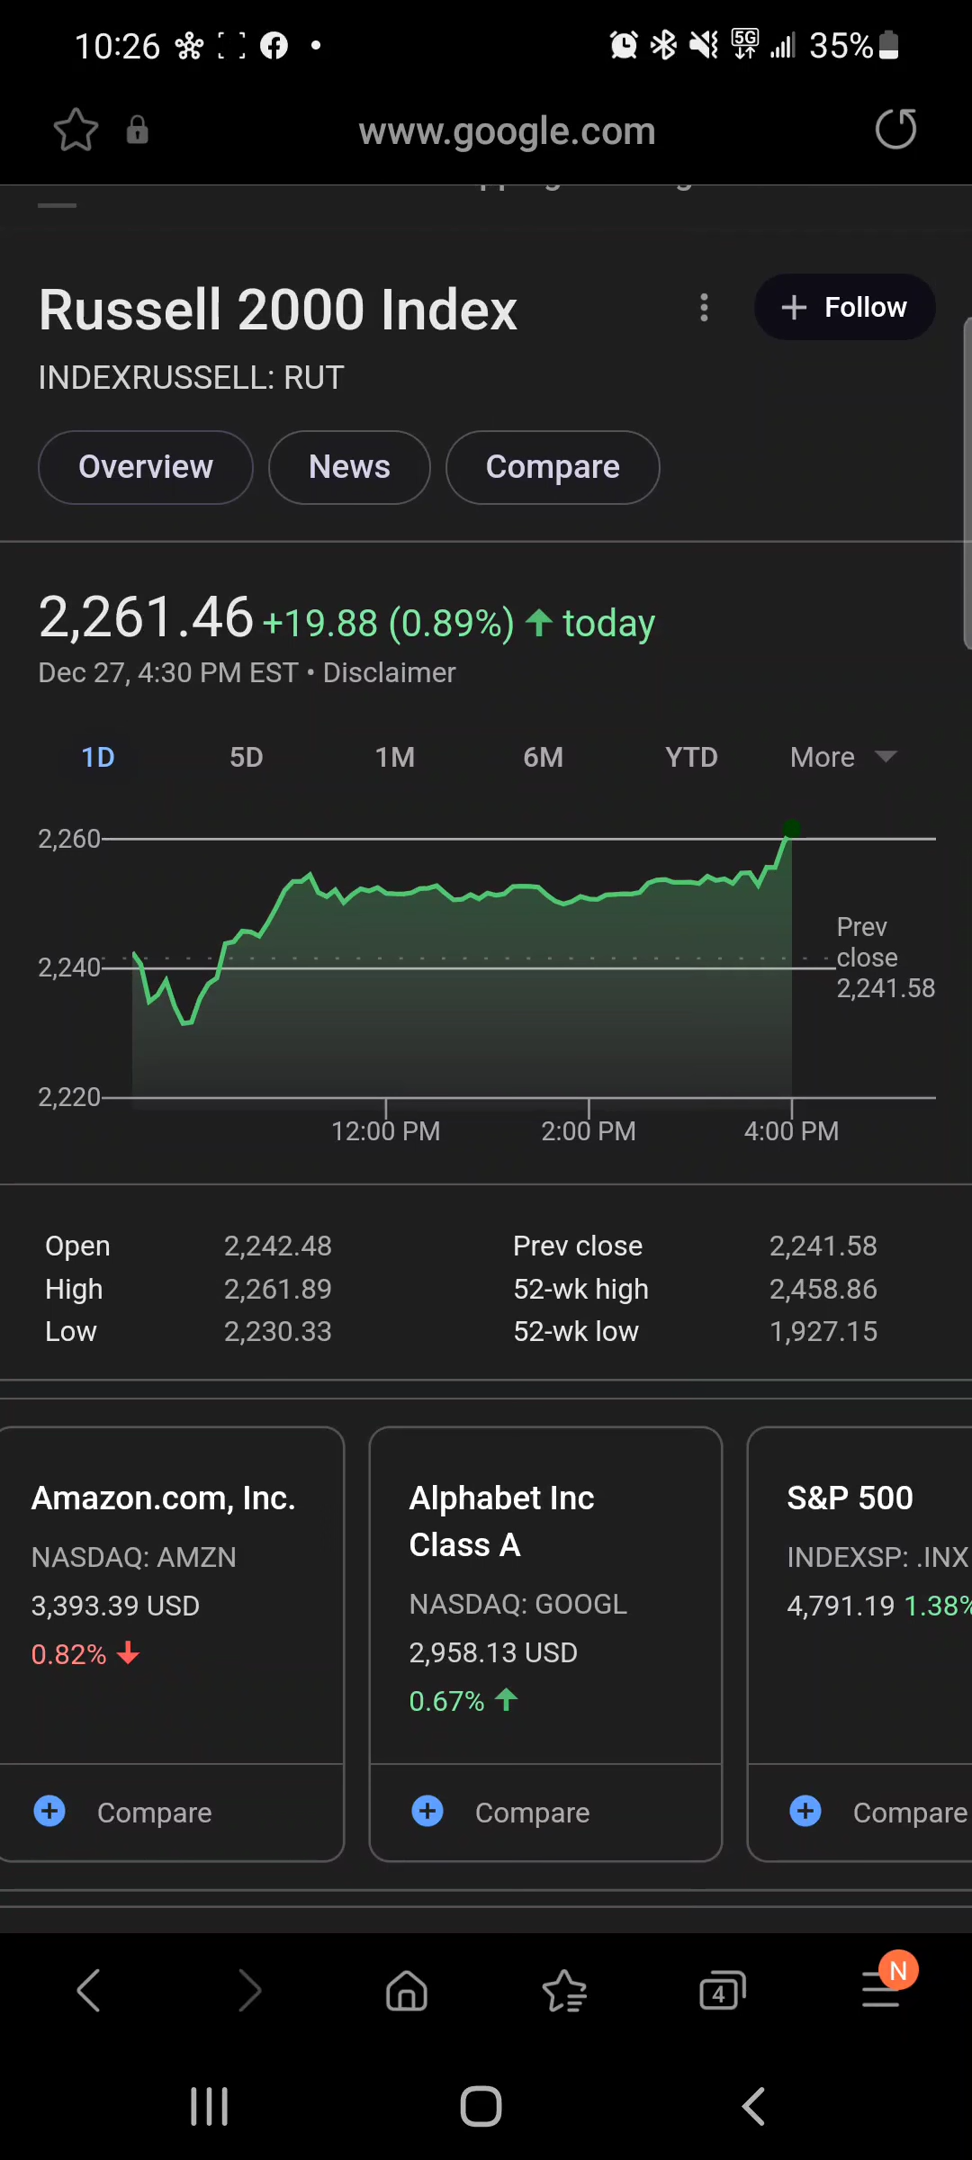 10:26
5G
35%
www.google.com
Russell 2000 Index
+ Follow
INDEXRUSSELL: RUT
Overview
News
Compare
2,261.46 +19.88 (0.89%) ↑ today
Dec 27, 4:30 PM EST • Disclaimer
1D 5D 1M 6M YTD More
2,260
Prev
close
2,241.58
2,240
2,220
12:00 PM 2:00 PM 4:00 PM
Open 2,242.48 Prev close 2,241.58
High 2,261.89 52-wk high 2,458.86
Low 2,230.33 52-wk low 1,927.15
Amazon.com, Inc.
NASDAQ: AMZN
3,393.39 USD
0.82% ↓
Compare
Alphabet Inc
Class A
NASDAQ: GOOGL
2,958.13 USD
0.67% ↑
Compare
S&P 500
INDEXSP: .INX
4,791.19 1.38%
Compare
4
N